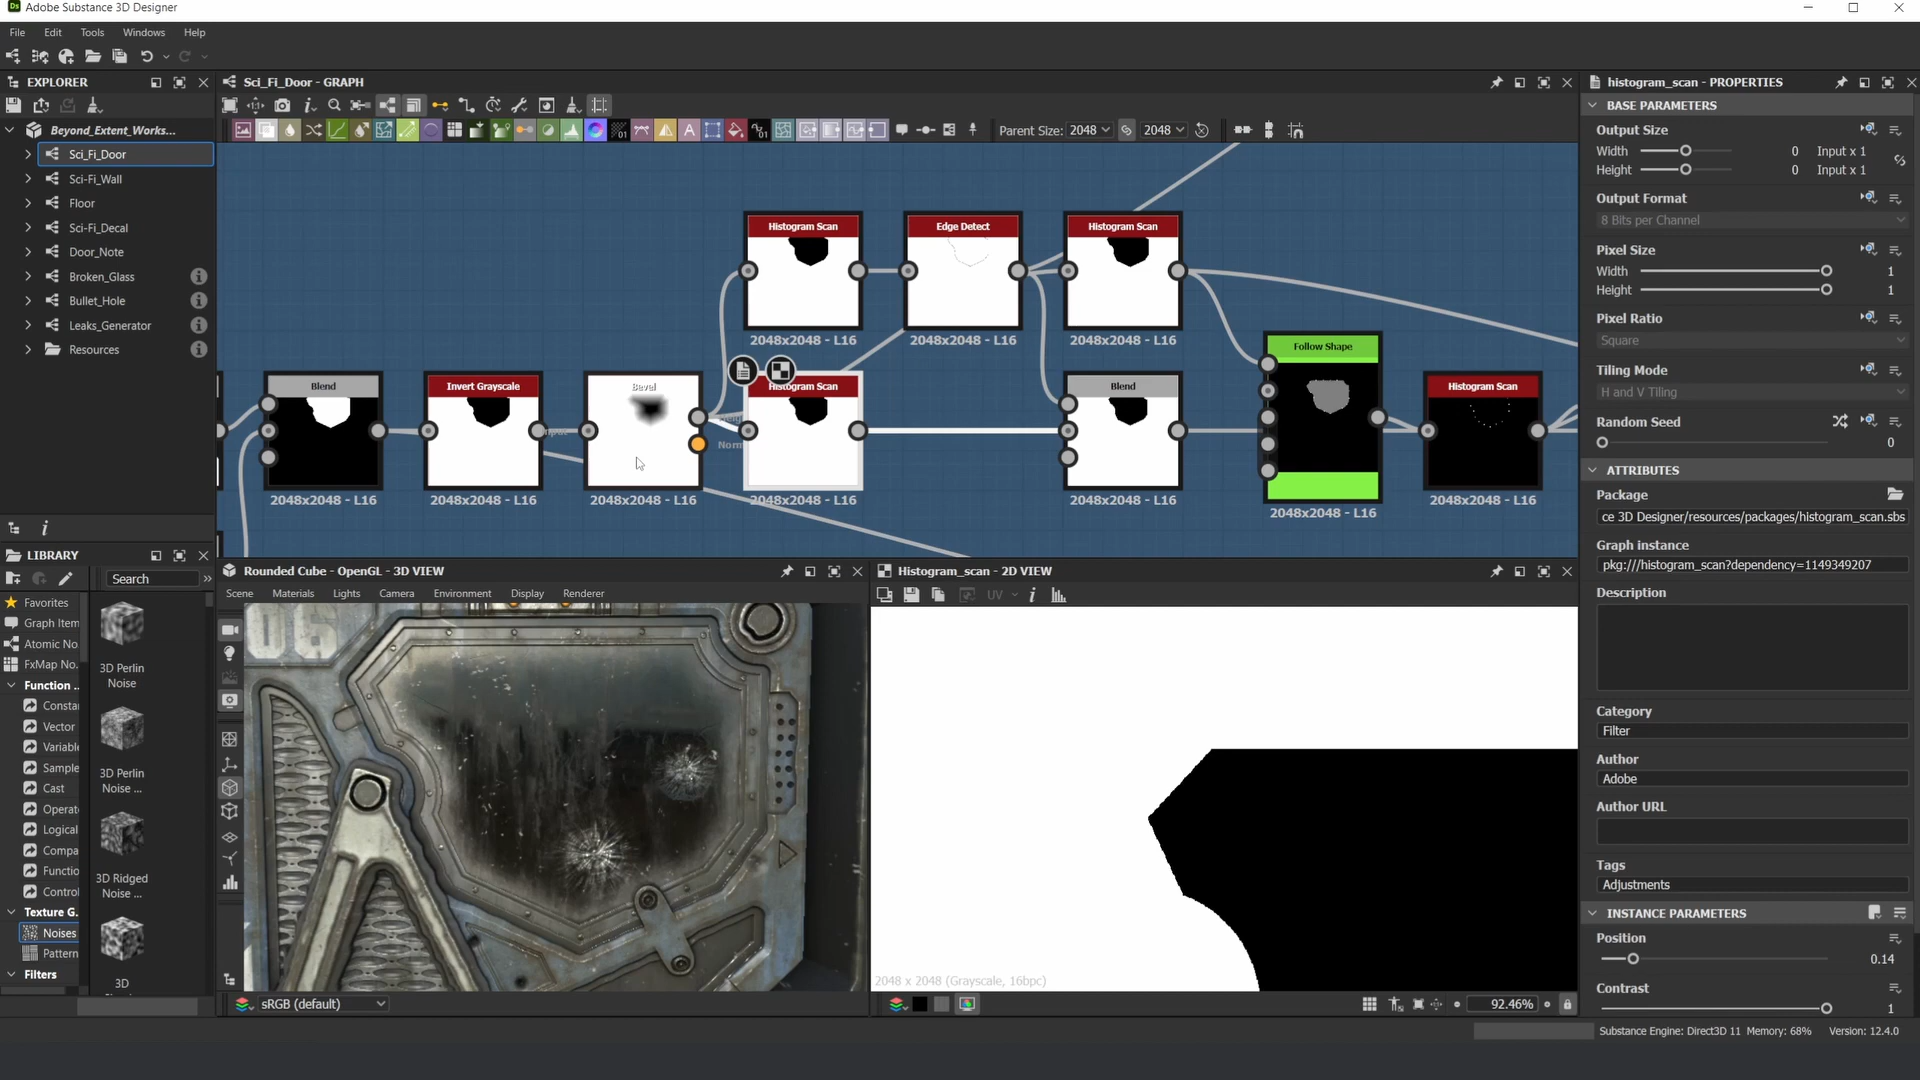 Adobe Substance 3D Designer
File Edit Tools Windows Help
EXPLORER
Beyond_Extent_Works...
Sci_Fi_Door
Sci-Fi_Wall
Floor
Sci-Fi_Decal
Door_Note
Broken_Glass
Bullet_Hole
Leaks_Generator
Resources
LIBRARY
Search
Favorites
Graph Item
Atomic No
FxMap No.
Function ..
Constan
Vector
Variable
Sample
Cast
Operat
Logical
Compa
Functio
Control
Texture G.
Noises
Pattern
Filters
3D Perlin
Noise
3D Perlin
Noise ...
3D Ridged
Noise ...
3D
Sci_Fi_Door - GRAPH
Parent Size: 2048 2048
Histogram Scan
2048x2048 - L16
Edge Detect
2048x2048 - L16
Histogram Scan
2048x2048 - L16
Blend
2048x2048 - L16
Invert Grayscale
2048x2048 - L16
Bevel
2048x2048 - L16
Histogram Scan
2048x2048 - L16
Blend
2048x2048 - L16
Follow Shape
2048x2048 - L16
Histogram Scan
2048x2048 - L16
Rounded Cube - OpenGL - 3D VIEW
Scene Materials Lights Camera Environment Display Renderer
06
sRGB (default)
Histogram_scan - 2D VIEW
UV
2048 x 2048 (Grayscale, 16bpc)
92.46%
histogram_scan - PROPERTIES
BASE PARAMETERS
Output Size
Width 0 Input x 1
Height 0 Input x 1
Output Format
8 Bits per Channel
Pixel Size
Width 1
Height 1
Pixel Ratio
Square
Tiling Mode
H and V Tiling
Random Seed
0
ATTRIBUTES
Package
ce 3D Designer/resources/packages/histogram_scan.sbs
Graph instance
pkg:///histogram_scan?dependency=1149349207
Description
Category
Filter
Author
Adobe
Author URL
Tags
Adjustments
INSTANCE PARAMETERS
Position
0.14
Contrast
1
Substance Engine: Direct3D 11 Memory: 68% Version: 12.4.0